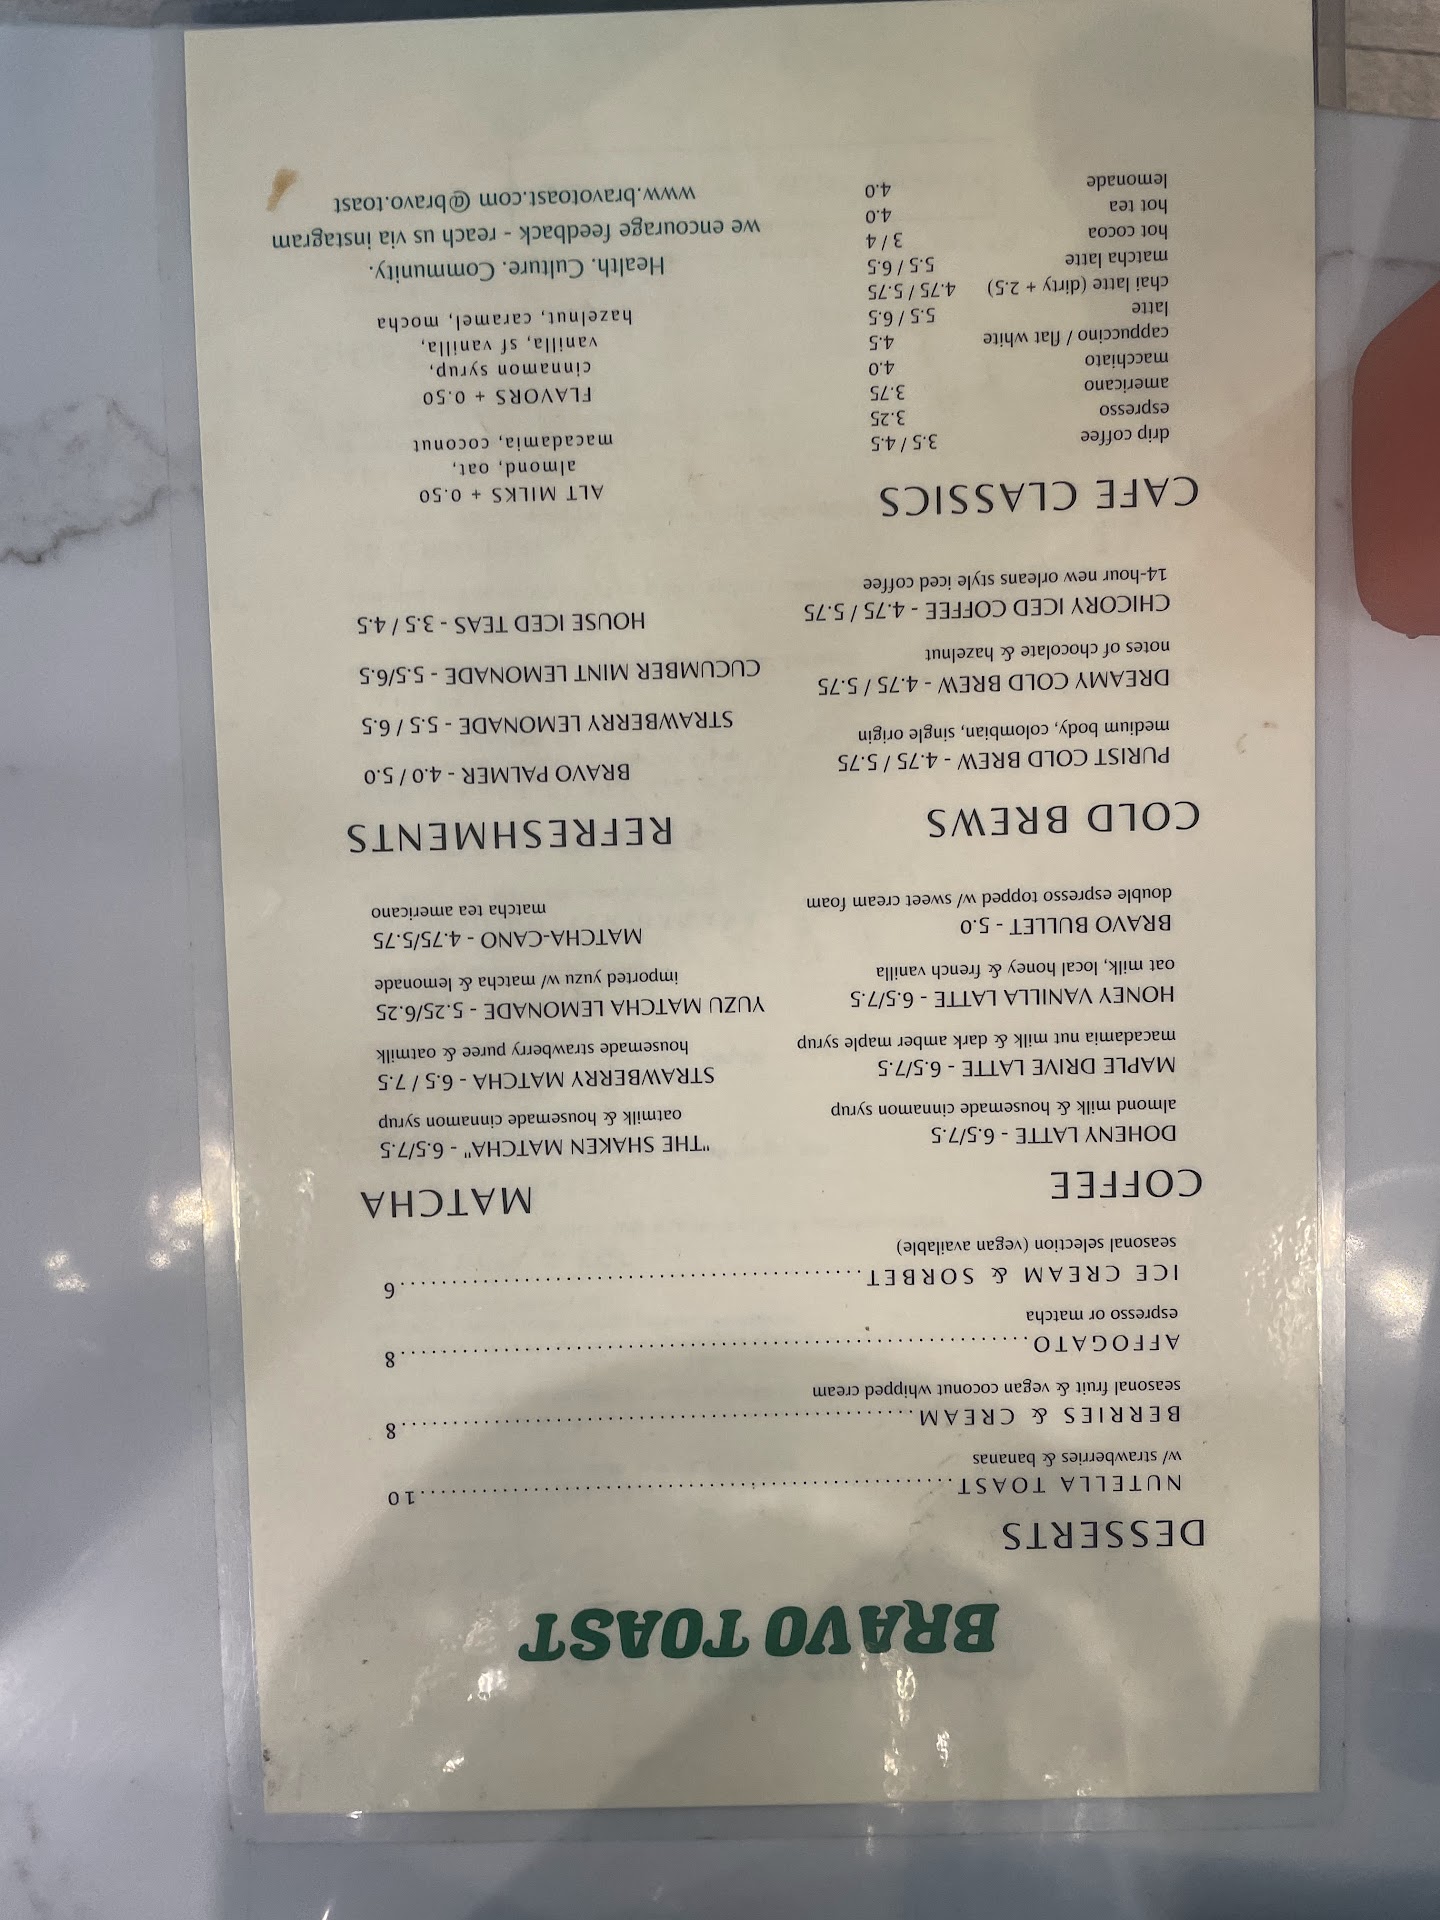 BRAVO TOAST
DESSERTS
NUTELLA TOAST..........10
w/ strawberries & bananas
BERRIES & CREAM..........8
seasonal fruit & vegan coconut whipped cream
AFFOGATO..........8
espresso or matcha
ICE CREAM & SORBET..........6
seasonal selection (vegan available)
COFFEE
DOHENY LATTE - 6.5/7.5
almond milk & housemade cinnamon syrup
MAPLE DRIVE LATTE - 6.5/7.5
macadamia nut milk & dark amber maple syrup
HONEY VANILLA LATTE - 6.5/7.5
oat milk, local honey & french vanilla
BRAVO BULLET - 5.0
double espresso topped w/ sweet cream foam
MATCHA
"THE SHAKEN MATCHA" - 6.5/7.5
oatmilk & housemade cinnamon syrup
STRAWBERRY MATCHA - 6.5 / 7.5
housemade strawberry puree & oatmilk
YUZU MATCHA LEMONADE - 5.25/6.25
imported yuzu w/ matcha & lemonade
MATCHA-CANO - 4.75/5.75
matcha tea americano
COLD BREWS
PURIST COLD BREW - 4.75 / 5.75
medium body, colombian, single origin
DREAMY COLD BREW - 4.75 / 5.75
notes of chocolate & hazelnut
CHICORY ICED COFFEE - 4.75 / 5.75
14-hour new orleans style iced coffee
REFRESHMENTS
BRAVO PALMER - 4.0 / 5.0
STRAWBERRY LEMONADE - 5.5 / 6.5
CUCUMBER MINT LEMONADE - 5.5/6.5
HOUSE ICED TEAS - 3.5 / 4.5
CAFE CLASSICS
drip coffee 3.5 / 4.5
espresso 3.25
americano 3.75
macchiato 4.0
cappuccino / flat white 4.5
latte 5.5 / 6.5
chai latte (dirty + 2.5) 4.75 / 5.75
matcha latte 5.5 / 6.5
hot cocoa 3 / 4
hot tea 4.0
lemonade 4.0
ALT MILKS + 0.50
almond, oat,
macadamia, coconut
FLAVORS + 0.50
cinnamon syrup,
vanilla, sf vanilla,
hazelnut, caramel, mocha
Health. Culture. Community.
we encourage feedback - reach us via instagram
www.bravotoast.com @bravo.toast